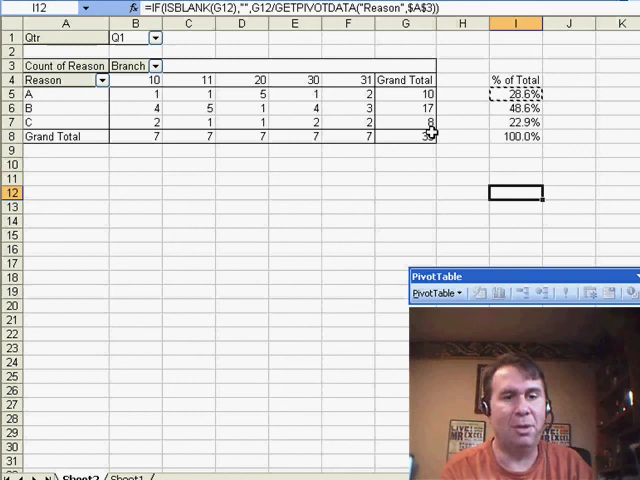 I12 =IF(ISBLANK(G12),"",G12/GETPIVOTDATA("Reason",$A$3))
A B C D E F G H I J K
1 Qtr Q1
2
3 Count of Reason Branch
4 Reason 10 11 20 30 31 Grand Total % of Total
5 A 1 1 5 1 2 10 28.6%
6 B 4 5 1 4 3 17 48.6%
7 C 2 1 1 2 2 8 22.9%
8 Grand Total 7 7 7 7 7 100.0%
9
10
11
12
13
14
15
16
17
18
19
PivotTable
20
PivotTable
21
22
23
24
25
26
27
28
LIVE!
MR
EXCEL
29
30
31
Sheet2 Sheet1